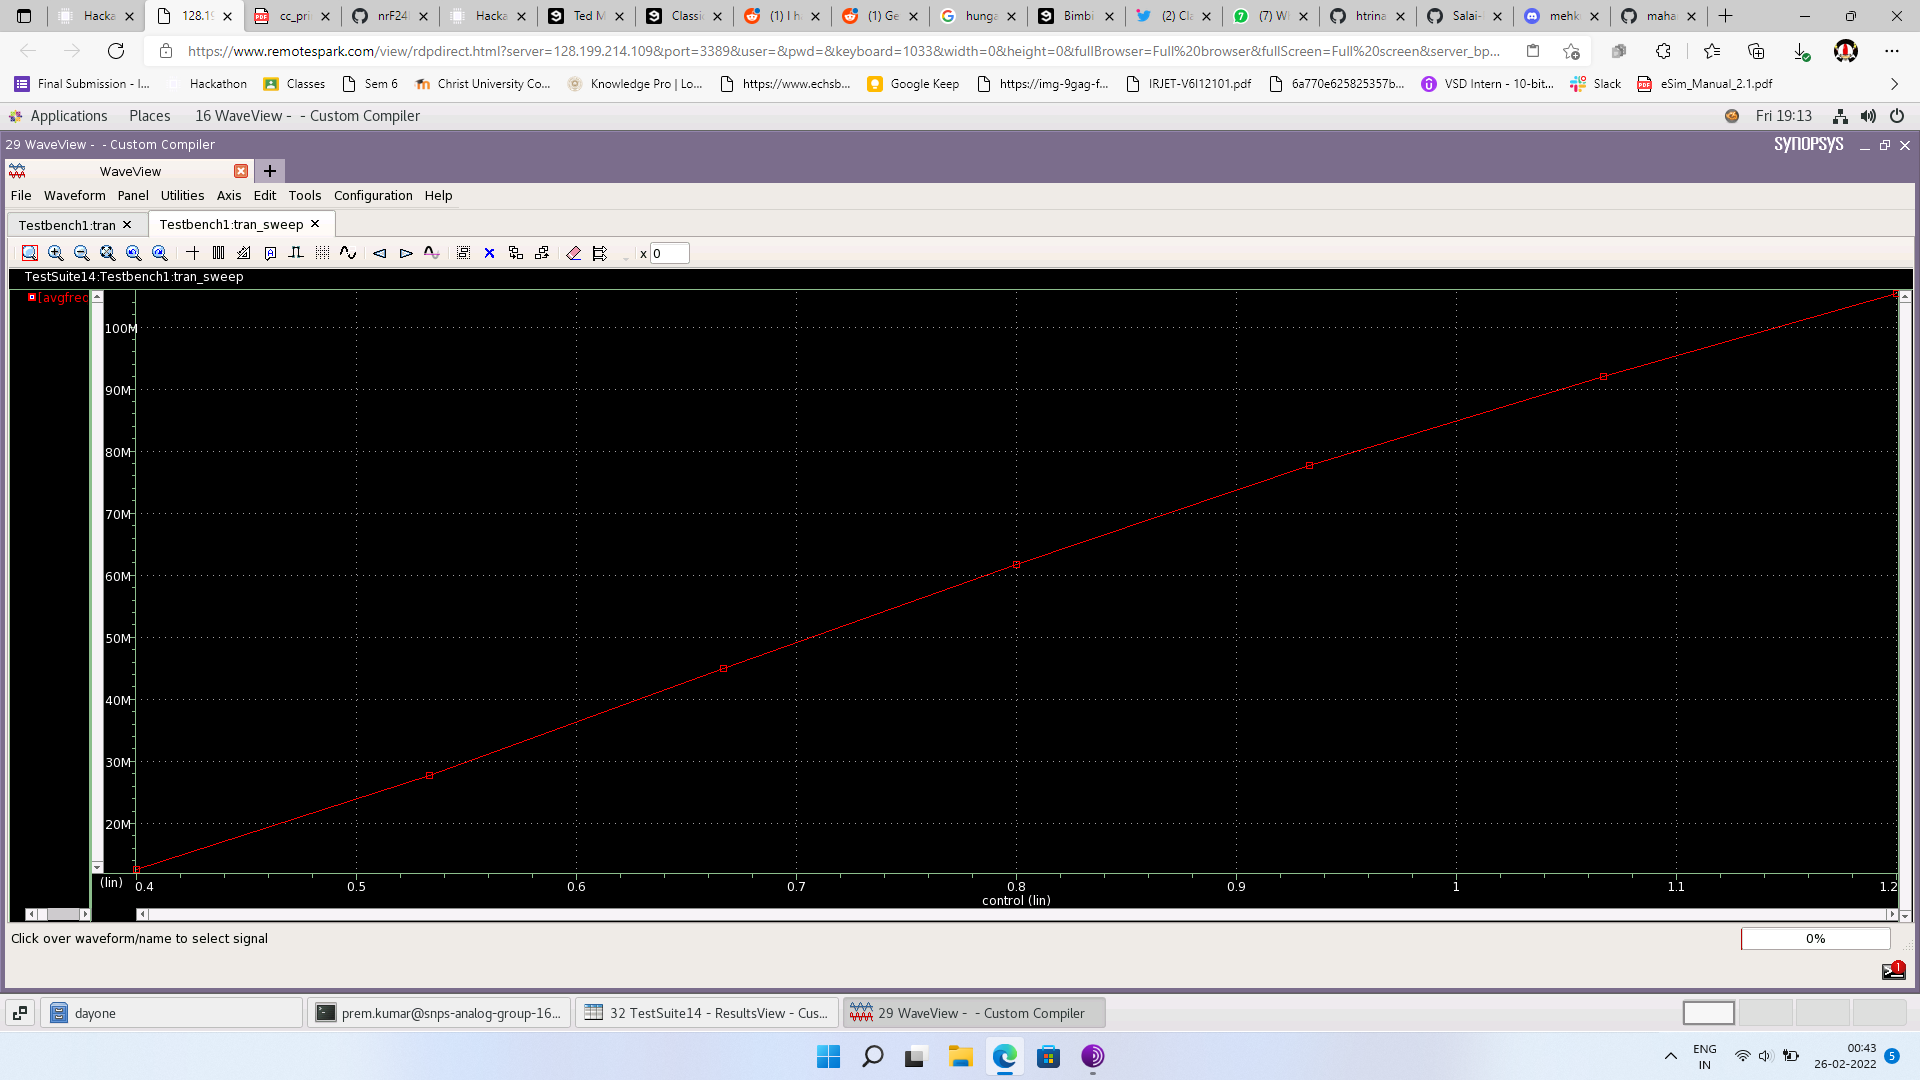 Hacka
128.19
cc_pri
nrF24
Hacka
Ted M
Classic
(1) I h
(1) Ge
hung
Bimbi
(2) Cl
(7) W
htrina
Salai-
mehk
maha
https://www.remotespark.com/view/rdpdirect.html?server=128.199.214.109&port=3389&user=&pwd=&keyboard=1033&width=0&height=0&fullBrowser=Full%20browser&fullScreen=Full%20screen&server_bp...
Final Submission - I...
Hackathon
Classes
Sem 6
Christ University Co...
Knowledge Pro | Lo...
https://www.echsb...
Google Keep
https://img-9gag-f...
IRJET-V6I12101.pdf
6a770e625825357b...
VSD Intern - 10-bit...
Slack
eSim_Manual_2.1.pdf
Applications Places 16 WaveView - - Custom Compiler
Fri 19:13
29 WaveView - - Custom Compiler
SYNOPSYS
WaveView
File Waveform Panel Utilities Axis Edit Tools Configuration Help
Testbench1:tran
Testbench1:tran_sweep
x 0
TestSuite14:Testbench1:tran_sweep
[avgfrec
100M
90M
80M
70M
60M
50M
40M
30M
20M
(lin)
0.4 0.5 0.6 0.7 0.8 0.9 1 1.1 1.2
control (lin)
Click over waveform/name to select signal
0%
1
dayone
prem.kumar@snps-analog-group-16...
32 TestSuite14 - ResultsView - Cus...
29 WaveView - - Custom Compiler
ENG
IN
00:43
26-02-2022
5